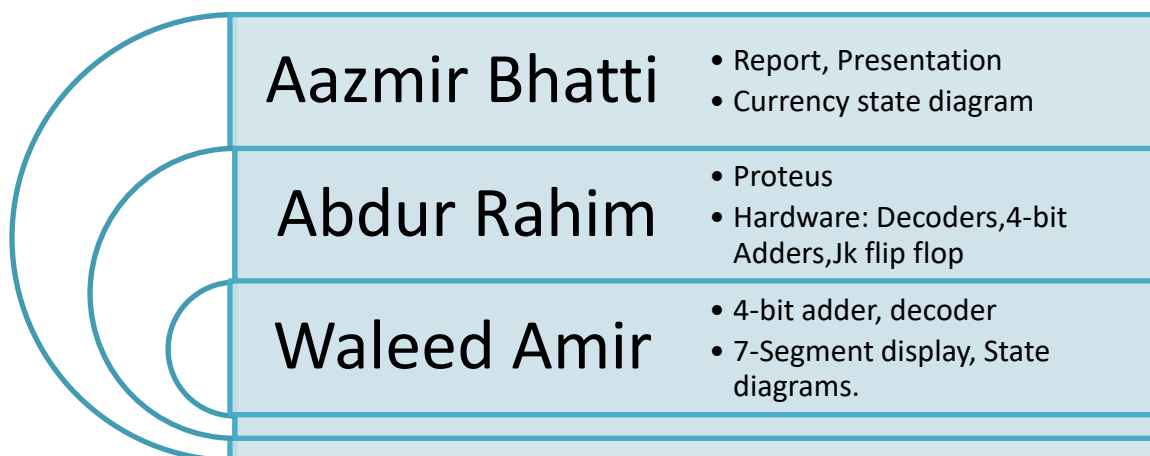 Aazmir Bhatti
• Report, Presentation
• Currency state diagram
Abdur Rahim
• Proteus
• Hardware: Decoders,4-bit
Adders,Jk flip flop
Waleed Amir
• 4-bit adder, decoder
• 7-Segment display, State
diagrams.